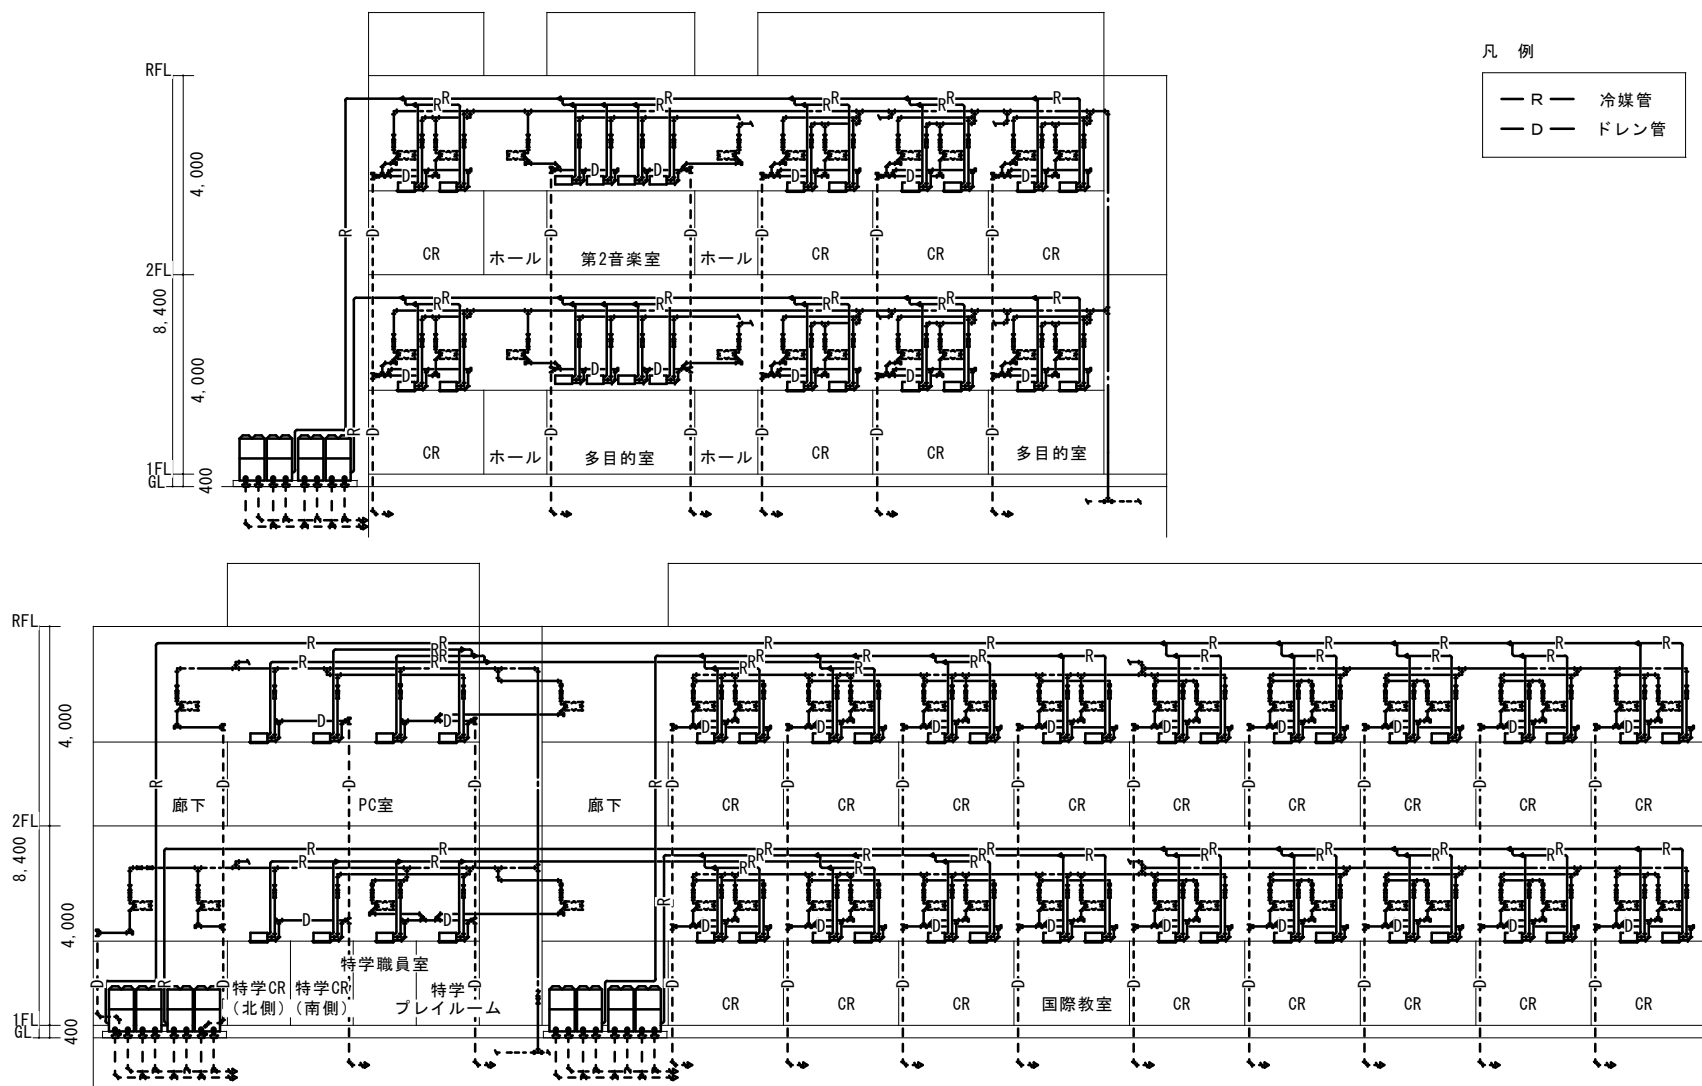 凡 例
R 冷媒管
D ドレン管
RFL
R R R R R
R R R R
4,000
D D D D D D
R D D D D D D
CR ホール 第2音楽室 ホール CR CR CR
2FL
8,400
R R R R R
R R R R
4,000
D D D D D D
R D D D D D D
CR ホール 多目的室 ホール CR CR 多目的室
1FL
GL
400
RFL
R R R R R R R R R
R R R R R R R R R R
R R R R R
4,000
D D D D D D D D D D D
R D D D R D D D D D D D D D
廊下 PC室 廊下 CR CR CR CR CR CR CR CR CR
2FL
8,400
R R R R R R R R R R
R R R R R R R R R
R R R R
4,000
D D D D D D D D D D D
R
特学職員室
D R D D D D D D D D D D D D
特学CR 特学CR 特学
(北側) (南側) プレイルーム
CR CR CR 国際教室 CR CR CR CR CR
1FL
GL
400